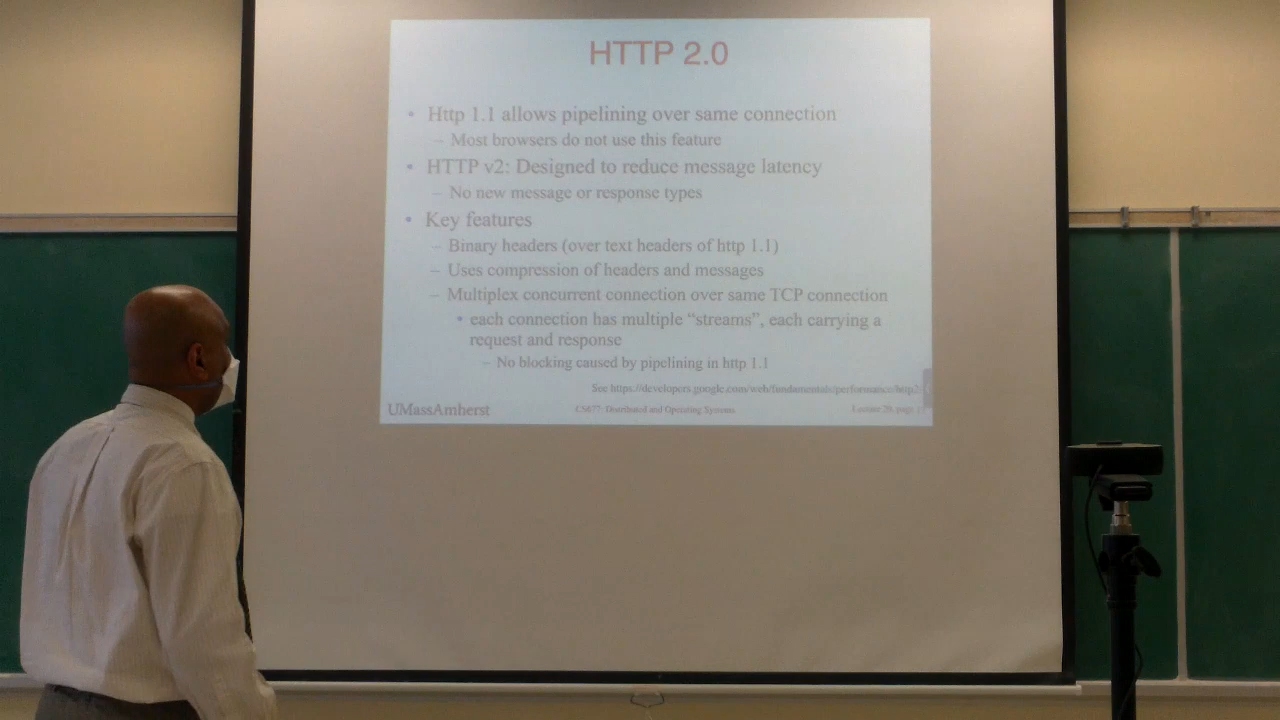 HTTP 2.0
• Http 1.1 allows pipelining over same connection
– Most browsers do not use this feature
• HTTP v2: Designed to reduce message latency
– No new message or response types
• Key features
– Binary headers (over text headers of http 1.1)
– Uses compression of headers and messages
– Multiplex concurrent connection over same TCP connection
• each connection has multiple “streams”, each carrying a
request and response
– No blocking caused by pipelining in http 1.1
See https://developers.google.com/web/fundamentals/performance/http2/
UMassAmherst
CS677: Distributed and Operating Systems
Lecture 20, page